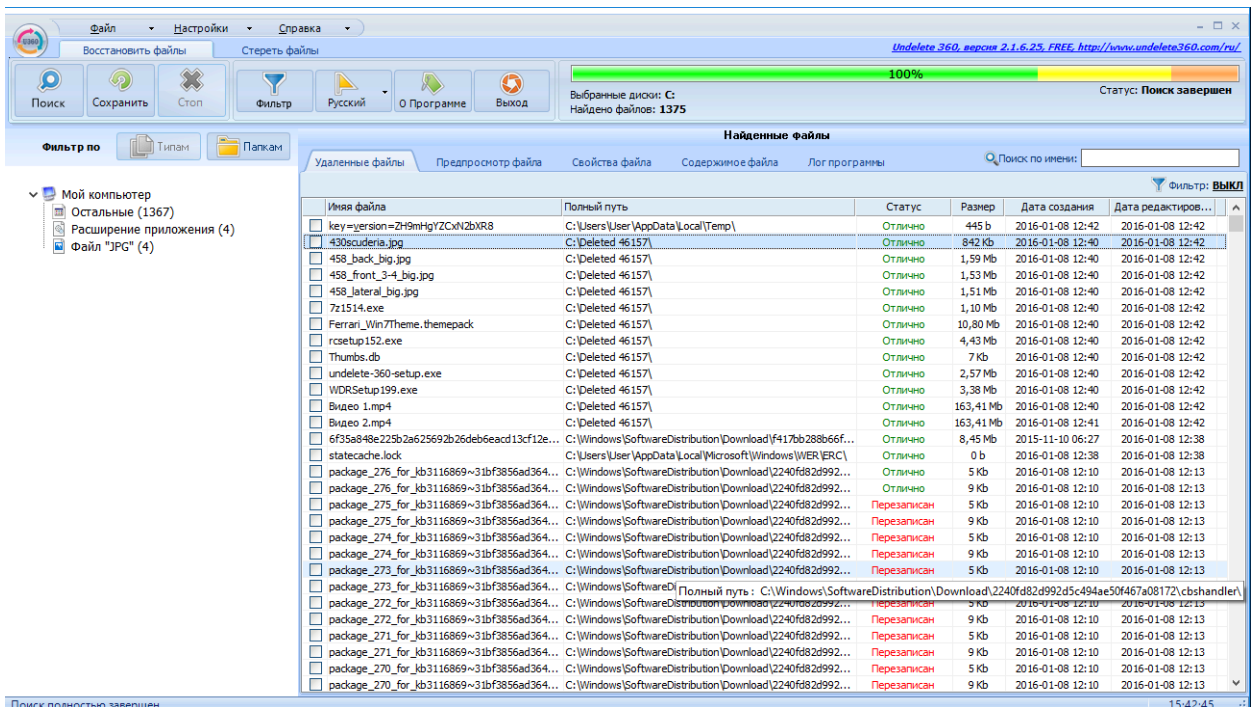 Файл Настройки Справка
U360
Восстановить файлы Стереть файлы
Undelete 360, версия 2.1.6.25, FREE, http://www.undelete360.com/ru/
Поиск Сохранить Стоп Фильтр Русский О Программе Выход
100%
Выбранные диски: C: Статус: Поиск завершен
Найдено файлов: 1375
Фильтр по Типам Папкам
Найденные файлы
Удаленные файлы Предпросмотр файла Свойства файла Содержимое файла Лог программы Поиск по имени:
Фильтр: ВЫКЛ
Мой компьютер
Остальные (1367)
Расширение приложения (4)
Файл "JPG" (4)
Имяя файла Полный путь Статус Размер Дата создания Дата редактиров...
key=version=ZH9mHgYZCxN2bXR8 C:\Users\User\AppData\Local\Temp\ Отлично 445 b 2016-01-08 12:42 2016-01-08 12:42
430scuderia.jpg C:\Deleted 46157\ Отлично 842 Kb 2016-01-08 12:40 2016-01-08 12:42
458_back_big.jpg C:\Deleted 46157\ Отлично 1,59 Mb 2016-01-08 12:40 2016-01-08 12:42
458_front_3-4_big.jpg C:\Deleted 46157\ Отлично 1,53 Mb 2016-01-08 12:40 2016-01-08 12:42
458_lateral_big.jpg C:\Deleted 46157\ Отлично 1,51 Mb 2016-01-08 12:40 2016-01-08 12:42
7z1514.exe C:\Deleted 46157\ Отлично 1,10 Mb 2016-01-08 12:40 2016-01-08 12:42
Ferrari_Win7Theme.themepack C:\Deleted 46157\ Отлично 10,80 Mb 2016-01-08 12:40 2016-01-08 12:42
rcsetup152.exe C:\Deleted 46157\ Отлично 4,43 Mb 2016-01-08 12:40 2016-01-08 12:42
Thumbs.db C:\Deleted 46157\ Отлично 7 Kb 2016-01-08 12:40 2016-01-08 12:42
undelete-360-setup.exe C:\Deleted 46157\ Отлично 2,57 Mb 2016-01-08 12:40 2016-01-08 12:42
WDRSetup199.exe C:\Deleted 46157\ Отлично 3,38 Mb 2016-01-08 12:40 2016-01-08 12:42
Видео 1.mp4 C:\Deleted 46157\ Отлично 163,41 Mb 2016-01-08 12:40 2016-01-08 12:42
Видео 2.mp4 C:\Deleted 46157\ Отлично 163,41 Mb 2016-01-08 12:41 2016-01-08 12:42
6f35a848e225b2a625692b26deb6eacd13cf12e... C:\Windows\SoftwareDistribution\Download\f417bb288b66f... Отлично 8,45 Mb 2015-11-10 06:27 2016-01-08 12:38
statecache.lock C:\Users\User\AppData\Local\Microsoft\Windows\WER\ERC\ Отлично 0 b 2016-01-08 12:38 2016-01-08 12:38
package_276_for_kb3116869~31bf3856ad364... C:\Windows\SoftwareDistribution\Download\2240fd82d992... Отлично 5 Kb 2016-01-08 12:10 2016-01-08 12:13
package_276_for_kb3116869~31bf3856ad364... C:\Windows\SoftwareDistribution\Download\2240fd82d992... Отлично 9 Kb 2016-01-08 12:10 2016-01-08 12:13
package_275_for_kb3116869~31bf3856ad364... C:\Windows\SoftwareDistribution\Download\2240fd82d992... Перезаписан 5 Kb 2016-01-08 12:10 2016-01-08 12:13
package_275_for_kb3116869~31bf3856ad364... C:\Windows\SoftwareDistribution\Download\2240fd82d992... Перезаписан 9 Kb 2016-01-08 12:10 2016-01-08 12:13
package_274_for_kb3116869~31bf3856ad364... C:\Windows\SoftwareDistribution\Download\2240fd82d992... Перезаписан 5 Kb 2016-01-08 12:10 2016-01-08 12:13
package_274_for_kb3116869~31bf3856ad364... C:\Windows\SoftwareDistribution\Download\2240fd82d992... Перезаписан 9 Kb 2016-01-08 12:10 2016-01-08 12:13
package_273_for_kb3116869~31bf3856ad364... C:\Windows\SoftwareDistribution\Download\2240fd82d992... Перезаписан 5 Kb 2016-01-08 12:10 2016-01-08 12:13
package_273_for_kb3116869~31bf3856ad364... C:\Windows\SoftwareDi
Полный путь : C:\Windows\SoftwareDistribution\Download\2240fd82d992d5c494ae50f467a08172\cbshandler\
package_272_for_kb3116869~31bf3856ad364... C:\Windows\SoftwareDistribution\Download\2240fd82d992... Перезаписан 5 Kb 2016-01-08 12:10 2016-01-08 12:13
package_272_for_kb3116869~31bf3856ad364... C:\Windows\SoftwareDistribution\Download\2240fd82d992... Перезаписан 9 Kb 2016-01-08 12:10 2016-01-08 12:13
package_271_for_kb3116869~31bf3856ad364... C:\Windows\SoftwareDistribution\Download\2240fd82d992... Перезаписан 5 Kb 2016-01-08 12:10 2016-01-08 12:13
package_271_for_kb3116869~31bf3856ad364... C:\Windows\SoftwareDistribution\Download\2240fd82d992... Перезаписан 9 Kb 2016-01-08 12:10 2016-01-08 12:13
package_270_for_kb3116869~31bf3856ad364... C:\Windows\SoftwareDistribution\Download\2240fd82d992... Перезаписан 5 Kb 2016-01-08 12:10 2016-01-08 12:13
package_270_for_kb3116869~31bf3856ad364... C:\Windows\SoftwareDistribution\Download\2240fd82d992... Перезаписан 9 Kb 2016-01-08 12:10 2016-01-08 12:13
Поиск полностью завершен 15:42:45